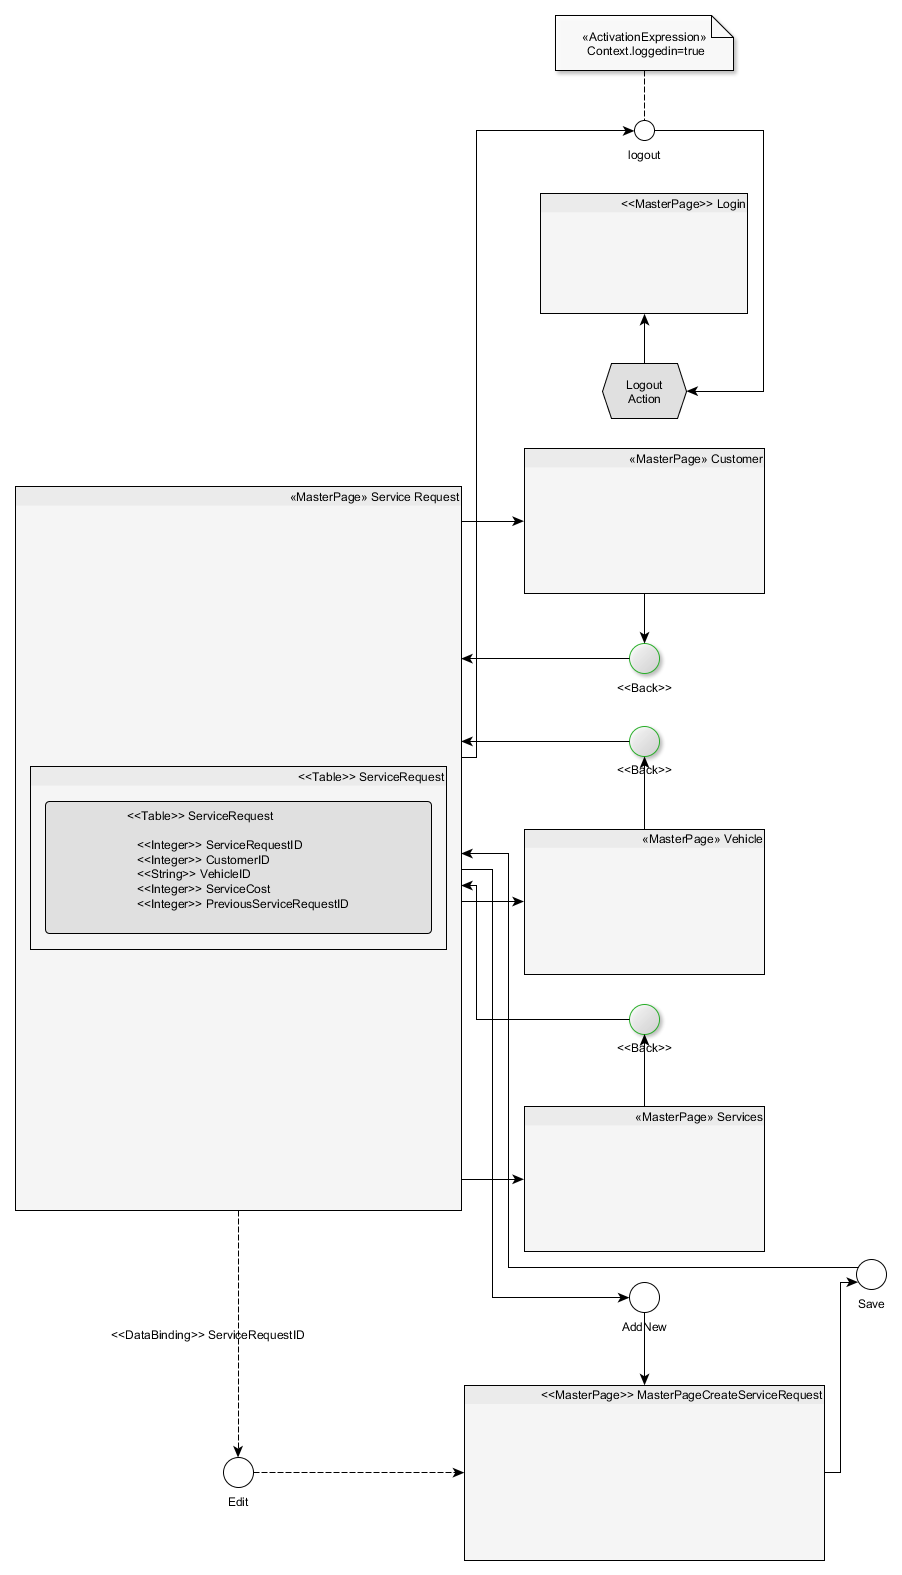 «ActivationExpression»
Context.loggedin=true
logout
<<MasterPage>> Login
Logout
Action
«MasterPage» Customer
«MasterPage» Service Request
<<Back>>
<<Back>>
<<Table>> ServiceRequest
<<Table>> ServiceRequest
<<Integer>> ServiceRequestID
<<Integer>> CustomerID
<<String>> VehicleID
<<Integer>> ServiceCost
<<Integer>> PreviousServiceRequestID
«MasterPage» Vehicle
<<Back>>
«MasterPage» Services
Save
AddNew
<<DataBinding>> ServiceRequestID
<<MasterPage>> MasterPageCreateServiceRequest
Edit